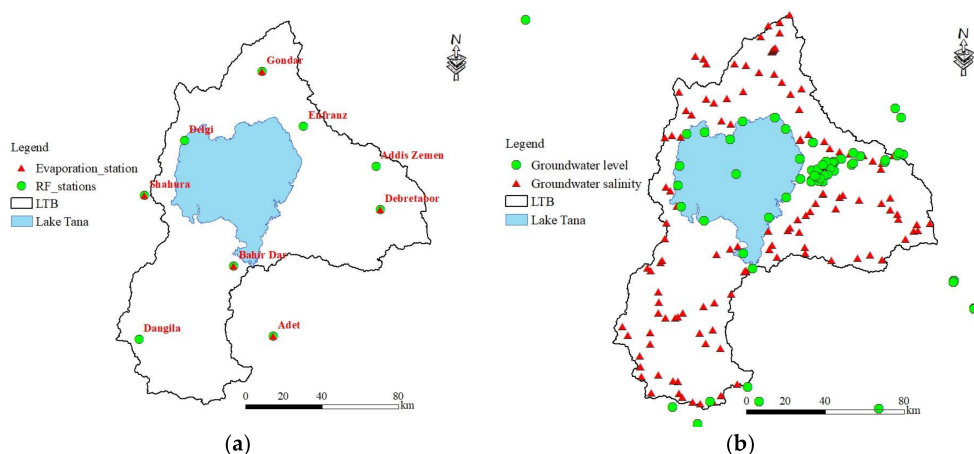 N
Gondar
Enfranz
Delgi
Addis Zemen
Shahura
Debretabor
Bahir Dar
Dangila
Adet
Legend
Evaporation_station
RF_stations
LTB
Lake Tana
0 20 40 80
km
(a)
N
Legend
Groundwater level
Groundwater salinity
LTB
Lake Tana
0 20 40 80
km
(b)